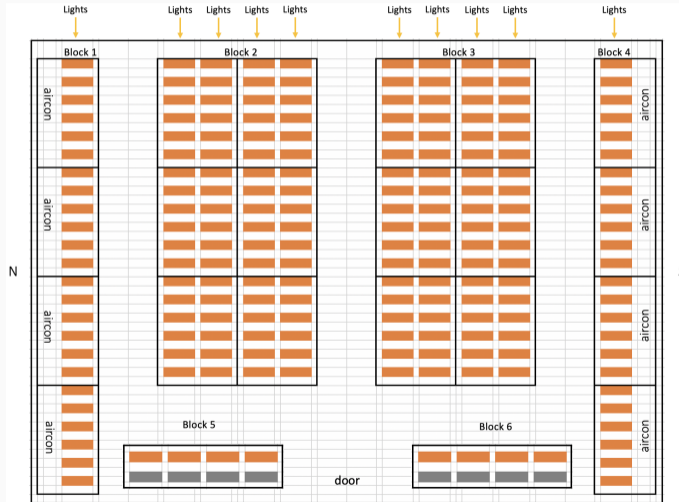 Lights Lights Lights Lights Lights Lights Lights Lights Lights Lights
Block 1 Block 2 Block 3 Block 4
aircon aircon
aircon aircon
N
aircon aircon
Block 5 Block 6
aircon aircon
door